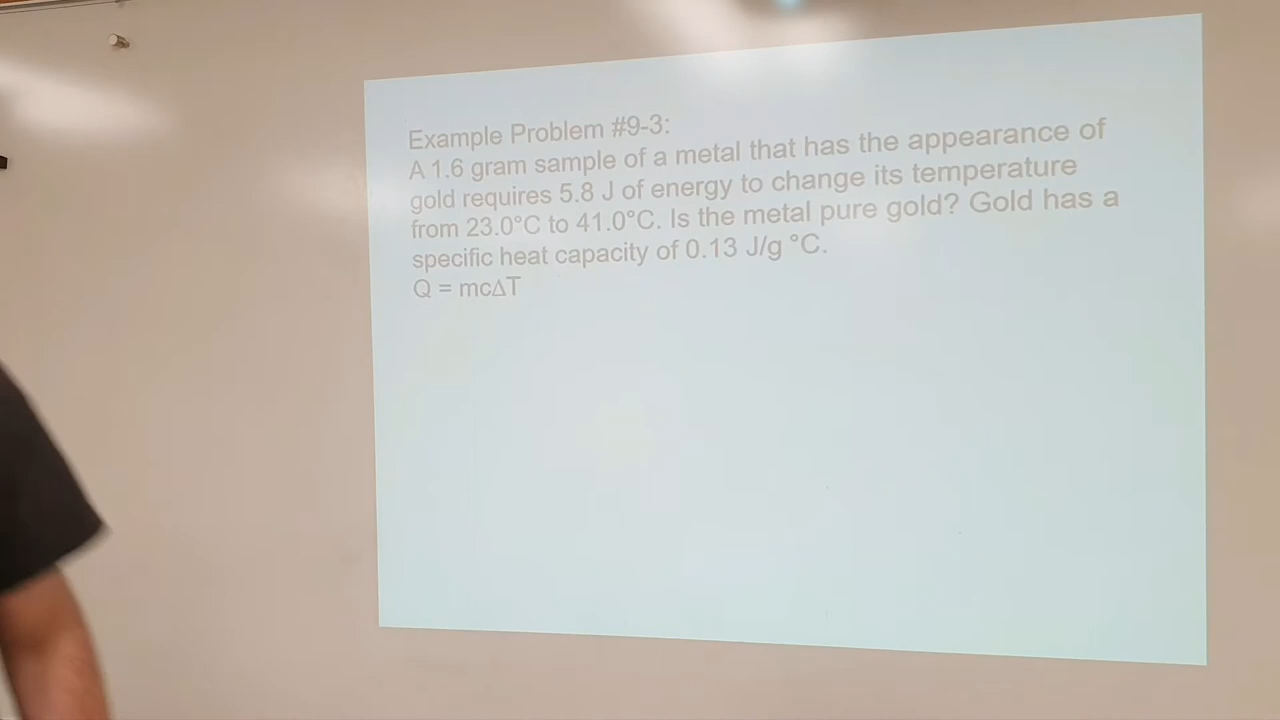 Example Problem #9-3:
A 1.6 gram sample of a metal that has the appearance of
gold requires 5.8 J of energy to change its temperature
from 23.0°C to 41.0°C. Is the metal pure gold? Gold has a
specific heat capacity of 0.13 J/g °C.
Q = mc∆T